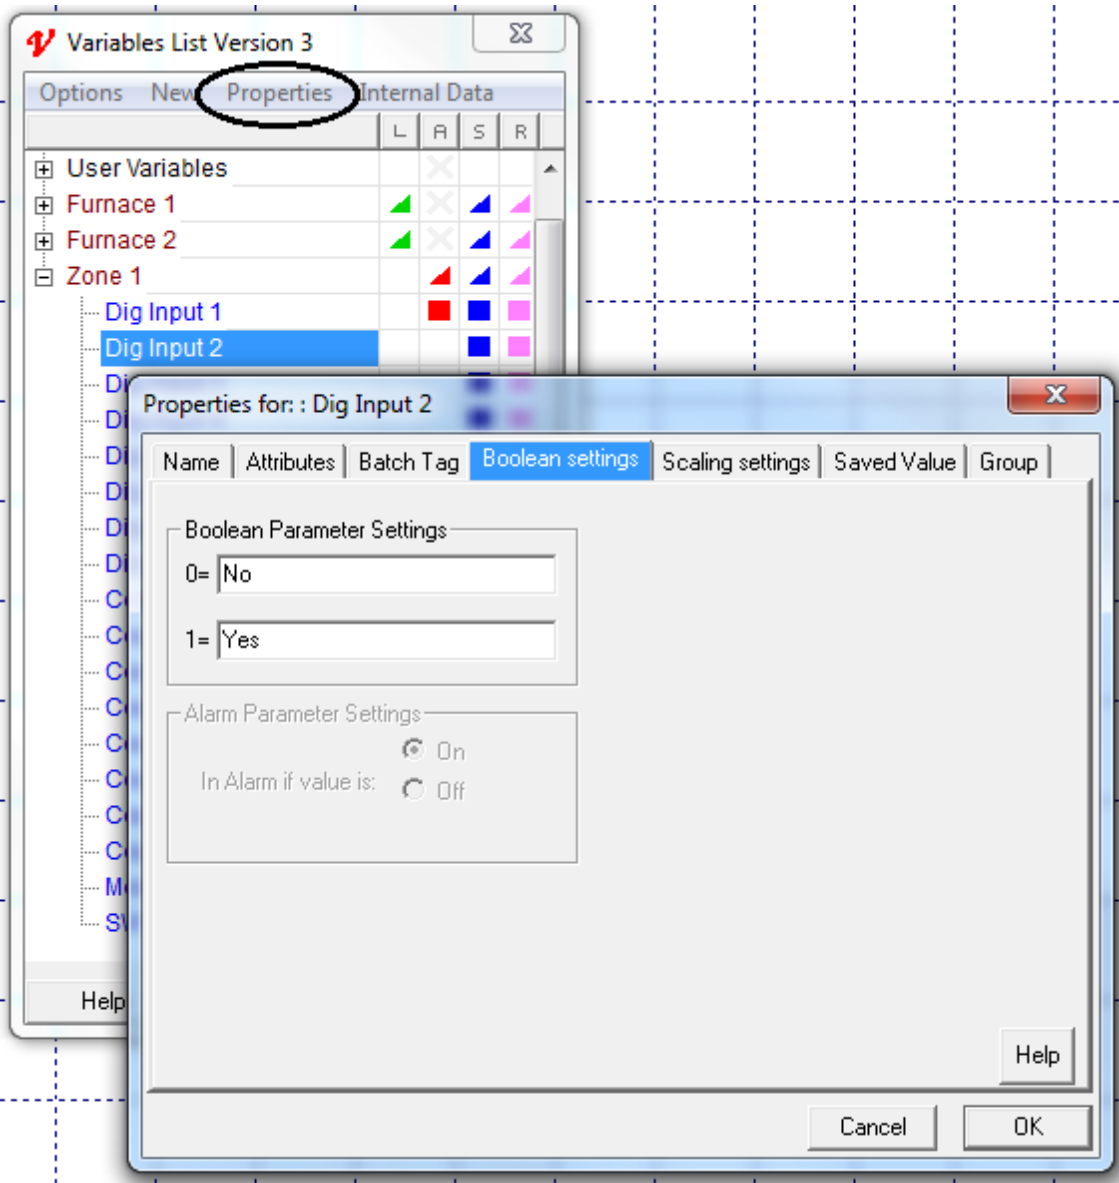 Variables List Version 3
Options New Properties Internal Data
L A S R
User Variables
Furnace 1
Furnace 2
Zone 1
Dig Input 1
Dig Input 2
Properties for: : Dig Input 2
Name Attributes Batch Tag Boolean settings Scaling settings Saved Value Group
Boolean Parameter Settings
0= No
1= Yes
Alarm Parameter Settings
On
In Alarm if value is:
Off
Help
Help
Cancel OK